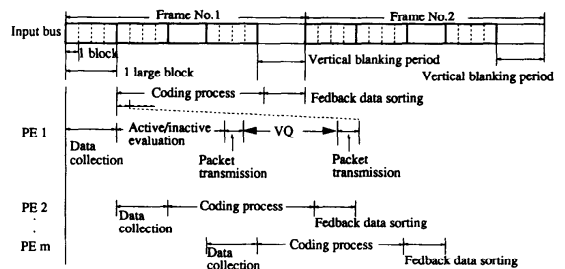 Frame No.1
Frame No.2
Input bus
1 block
1 large block
Vertical blanking period
Vertical blanking period
Coding process
Fedback data sorting
PE 1
Active/inactive
evaluation
VQ
Data
collection
Packet
transmission
Packet
transmission
PE 2
Data
collection
Coding process
Fedback data sorting
.
.
PE m
Data
collection
Coding process
Fedback data sorting